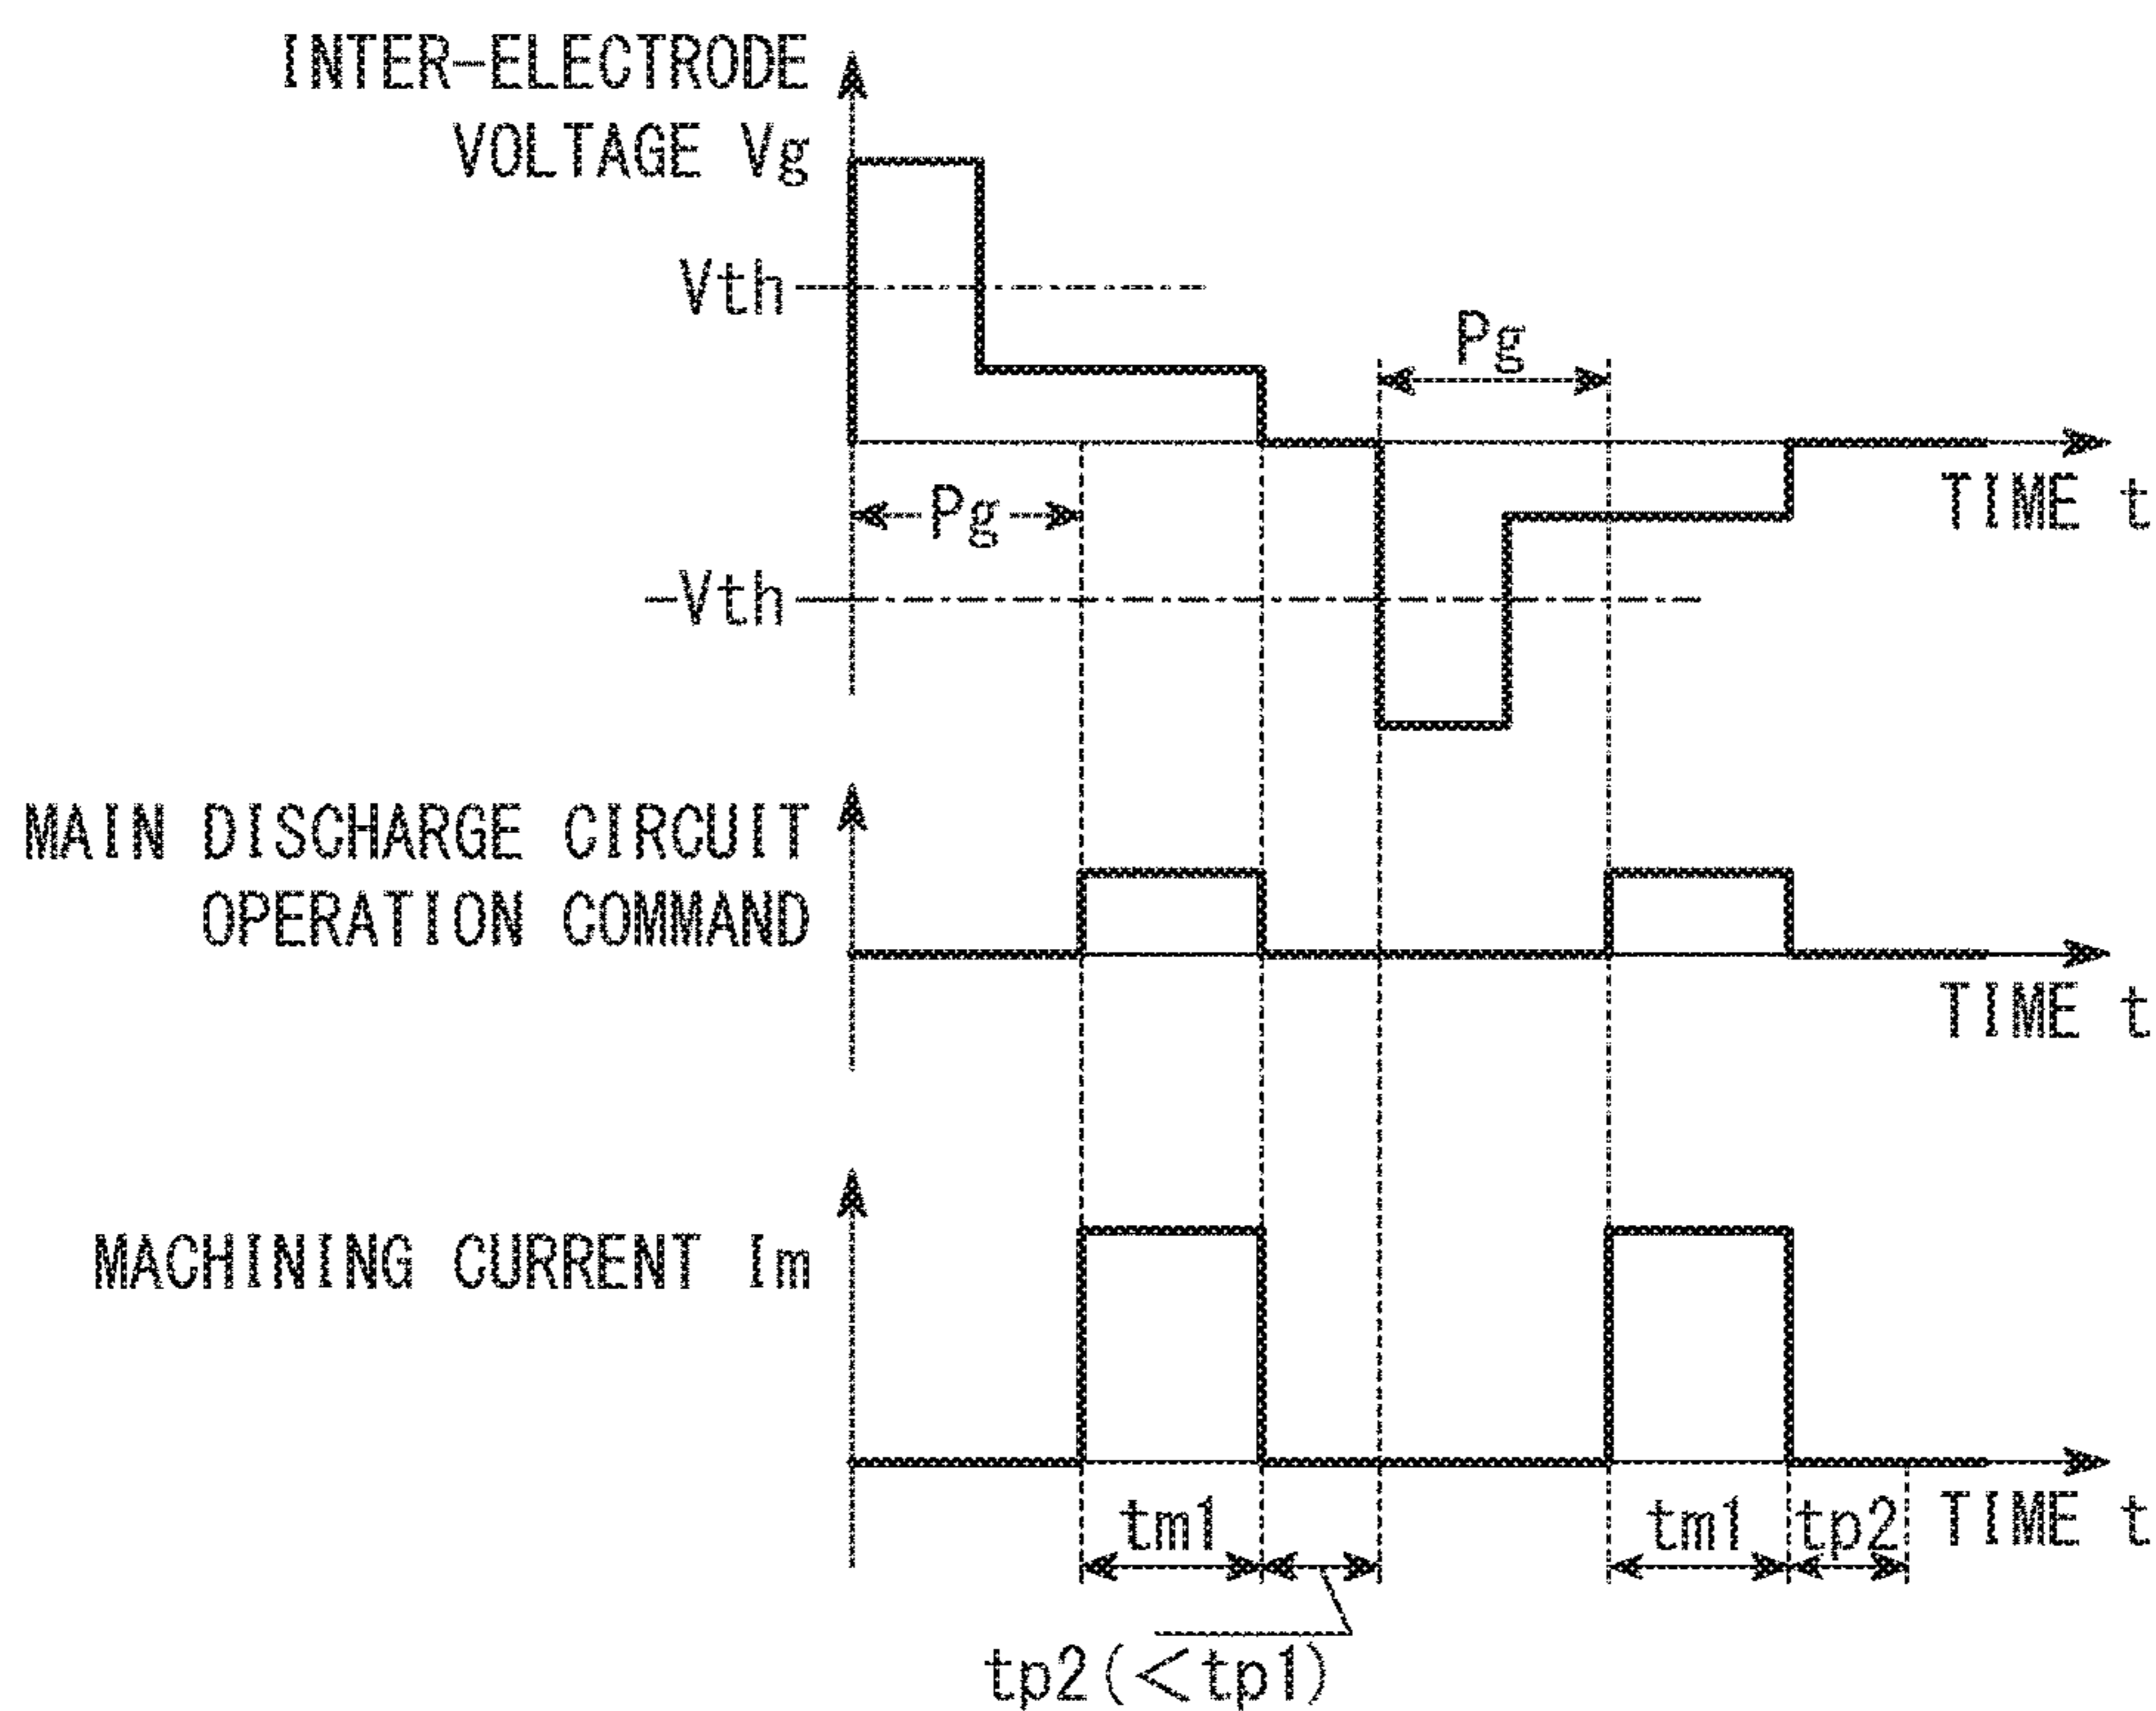 INTER-ELECTRODE
VOLTAGE Vg
Vth
Pg
TIME t
Pg
-Vth
MAIN DISCHARGE CIRCUIT
OPERATION COMMAND
TIME t
MACHINING CURRENT Im
tm1
tm1
tp2
TIME t
tp2(<tp1)